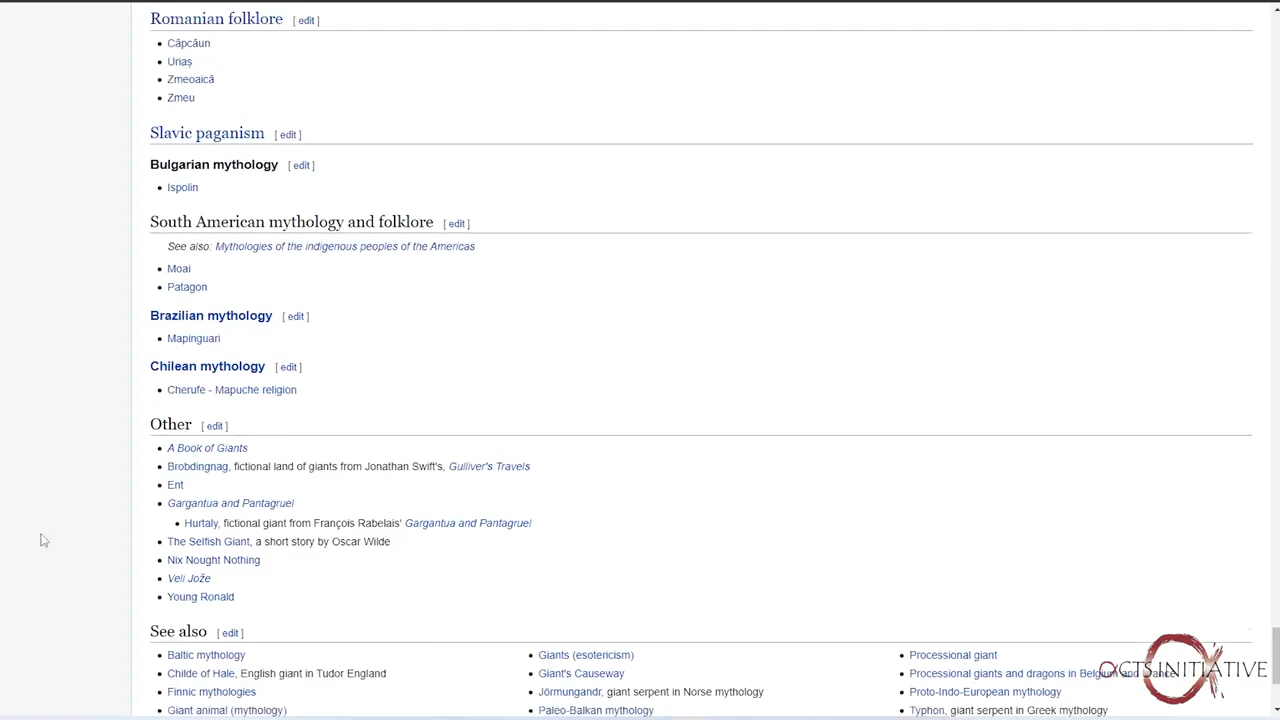 Romanian folklore [ edit ]
• Căpcăun
• Uriaș
• Zmeoaică
• Zmeu
Slavic paganism [ edit ]
Bulgarian mythology [ edit ]
• Ispolin
South American mythology and folklore [ edit ]
See also: Mythologies of the indigenous peoples of the Americas
• Moai
• Patagon
Brazilian mythology [ edit ]
• Mapinguari
Chilean mythology [ edit ]
• Cherufe - Mapuche religion
Other [ edit ]
• A Book of Giants
• Brobdingnag, fictional land of giants from Jonathan Swift's, Gulliver's Travels
• Ent
• Gargantua and Pantagruel
• Hurtaly, fictional giant from François Rabelais' Gargantua and Pantagruel
• The Selfish Giant, a short story by Oscar Wilde
• Nix Nought Nothing
• Veli Jože
• Young Ronald
See also [ edit ]
• Baltic mythology
• Childe of Hale, English giant in Tudor England
• Finnic mythologies
• Giant animal (mythology)
• Giants (esotericism)
• Giant's Causeway
• Jörmungandr, giant serpent in Norse mythology
• Paleo-Balkan mythology
• Processional giant
• Processional giants and dragons in Belgium and France
• Proto-Indo-European mythology
• Typhon, giant serpent in Greek mythology
INITIATIVE